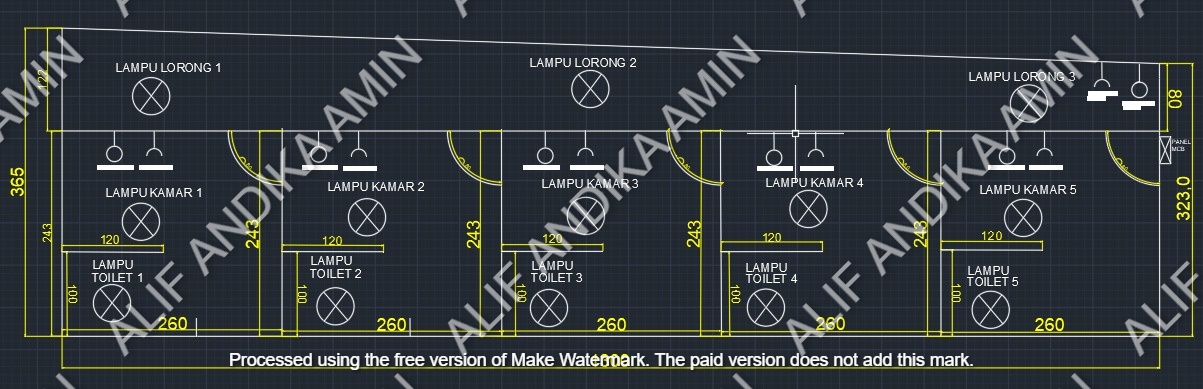 LAMPU LORONG 1
LAMPU LORONG 2
LAMPU LORONG 3
122
80
PANEL
MCB
365
323,0
LAMPU KAMAR 1
LAMPU KAMAR 2
LAMPU KAMAR 3
LAMPU KAMAR 4
LAMPU KAMAR 5
243
243
243
243
243
120
120
120
120
120
LAMPU
TOILET 1
LAMPU
TOILET 2
LAMPU
TOILET 3
LAMPU
TOILET 4
LAMPU
TOILET 5
100
100
100
100
100
260
260
260
260
260
Processed using the free version of Make Watermark. The paid version does not add this mark.
ALIF ANDIKA AMIN
ALIF ANDIKA AMIN
ALIF ANDIKA AMIN